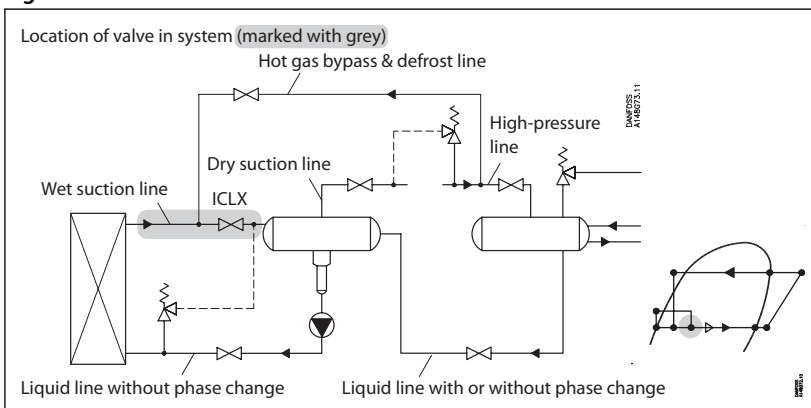 Location of valve in system (marked with grey)
Hot gas bypass & defrost line
DANFOSS
A148G73.11
High-pressure
line
Dry suction line
Wet suction line
ICLX
Liquid line without phase change
Liquid line with or without phase change